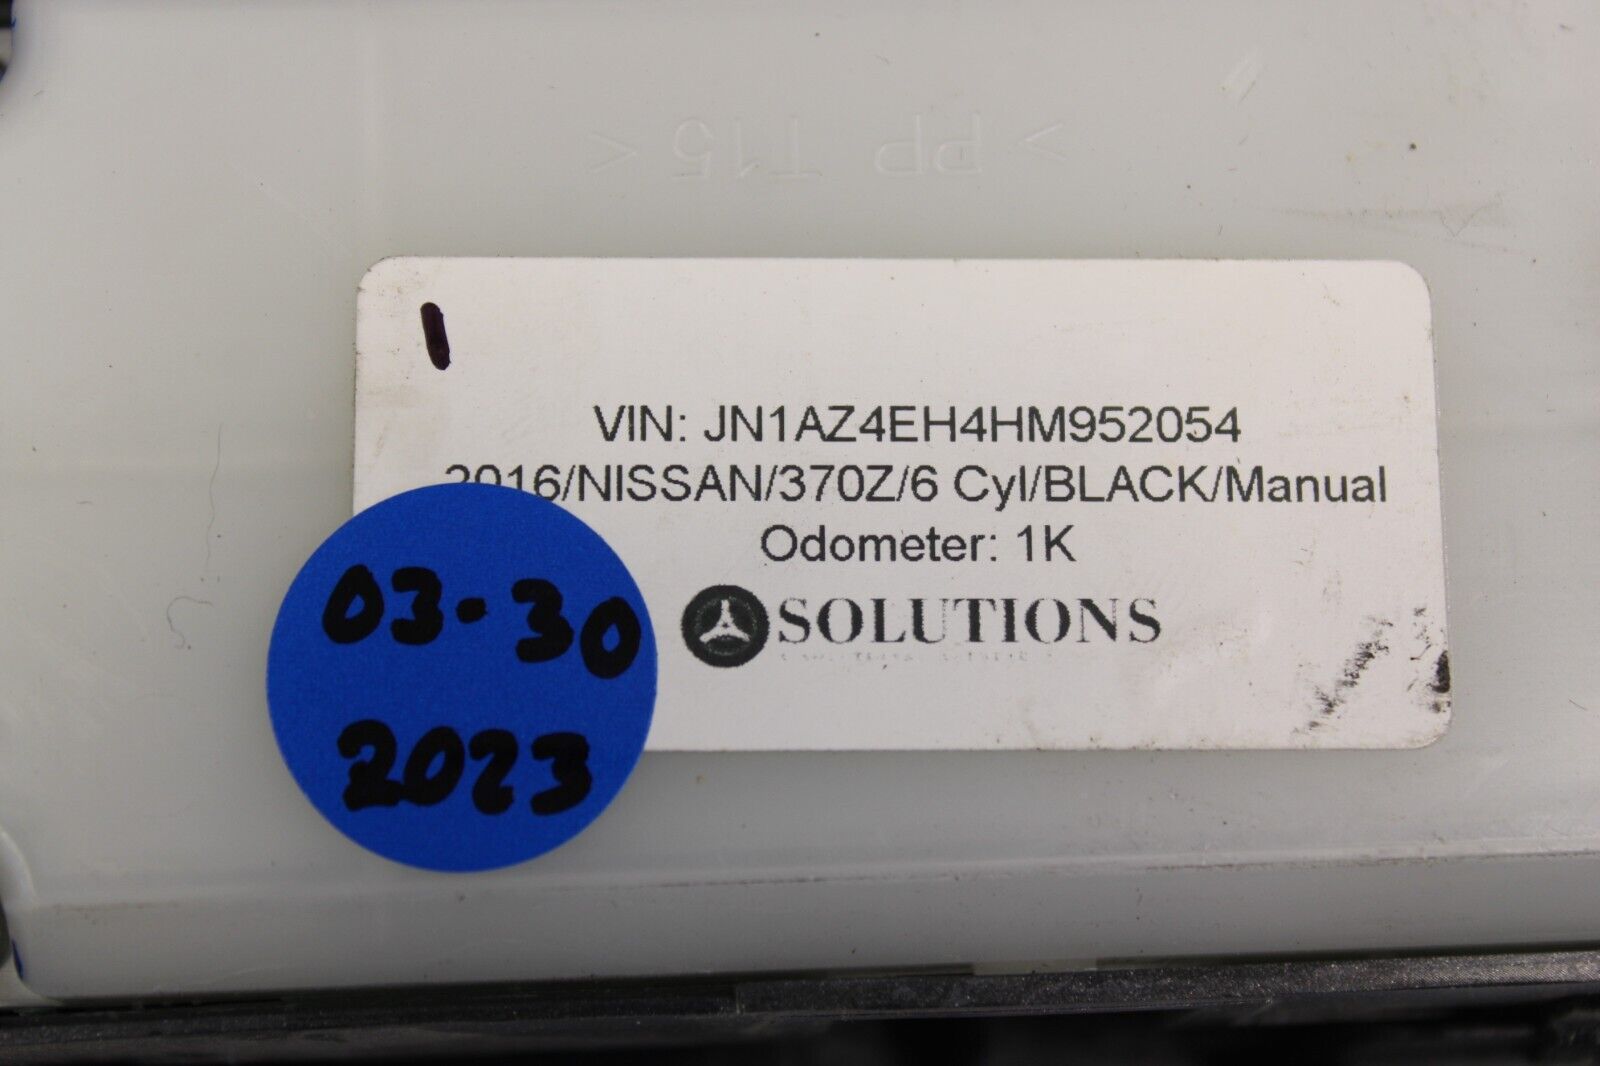 >PP T15<
VIN: JN1AZ4EH4HM952054
2016/NISSAN/370Z/6 Cyl/BLACK/Manual
Odometer: 1K
SOLUTIONS
03-30
2023